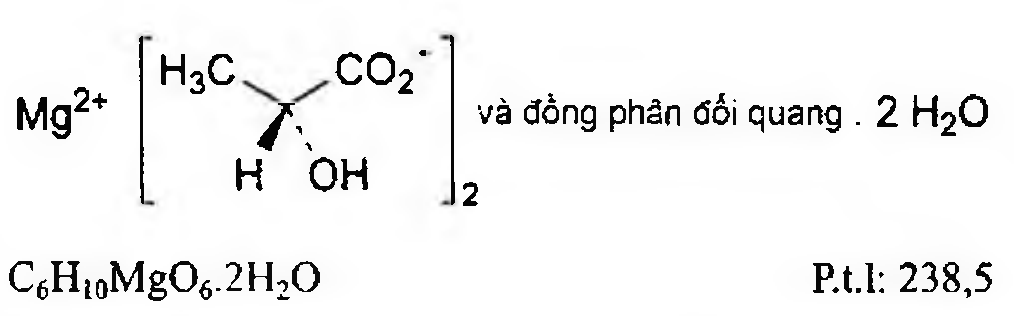 Mg²⁺ [ H₃C CO₂⁻ H OH ]₂ và đồng phân đối quang . 2 H₂O
C₆H₁₀MgO₆.2H₂O P.t.l: 238,5